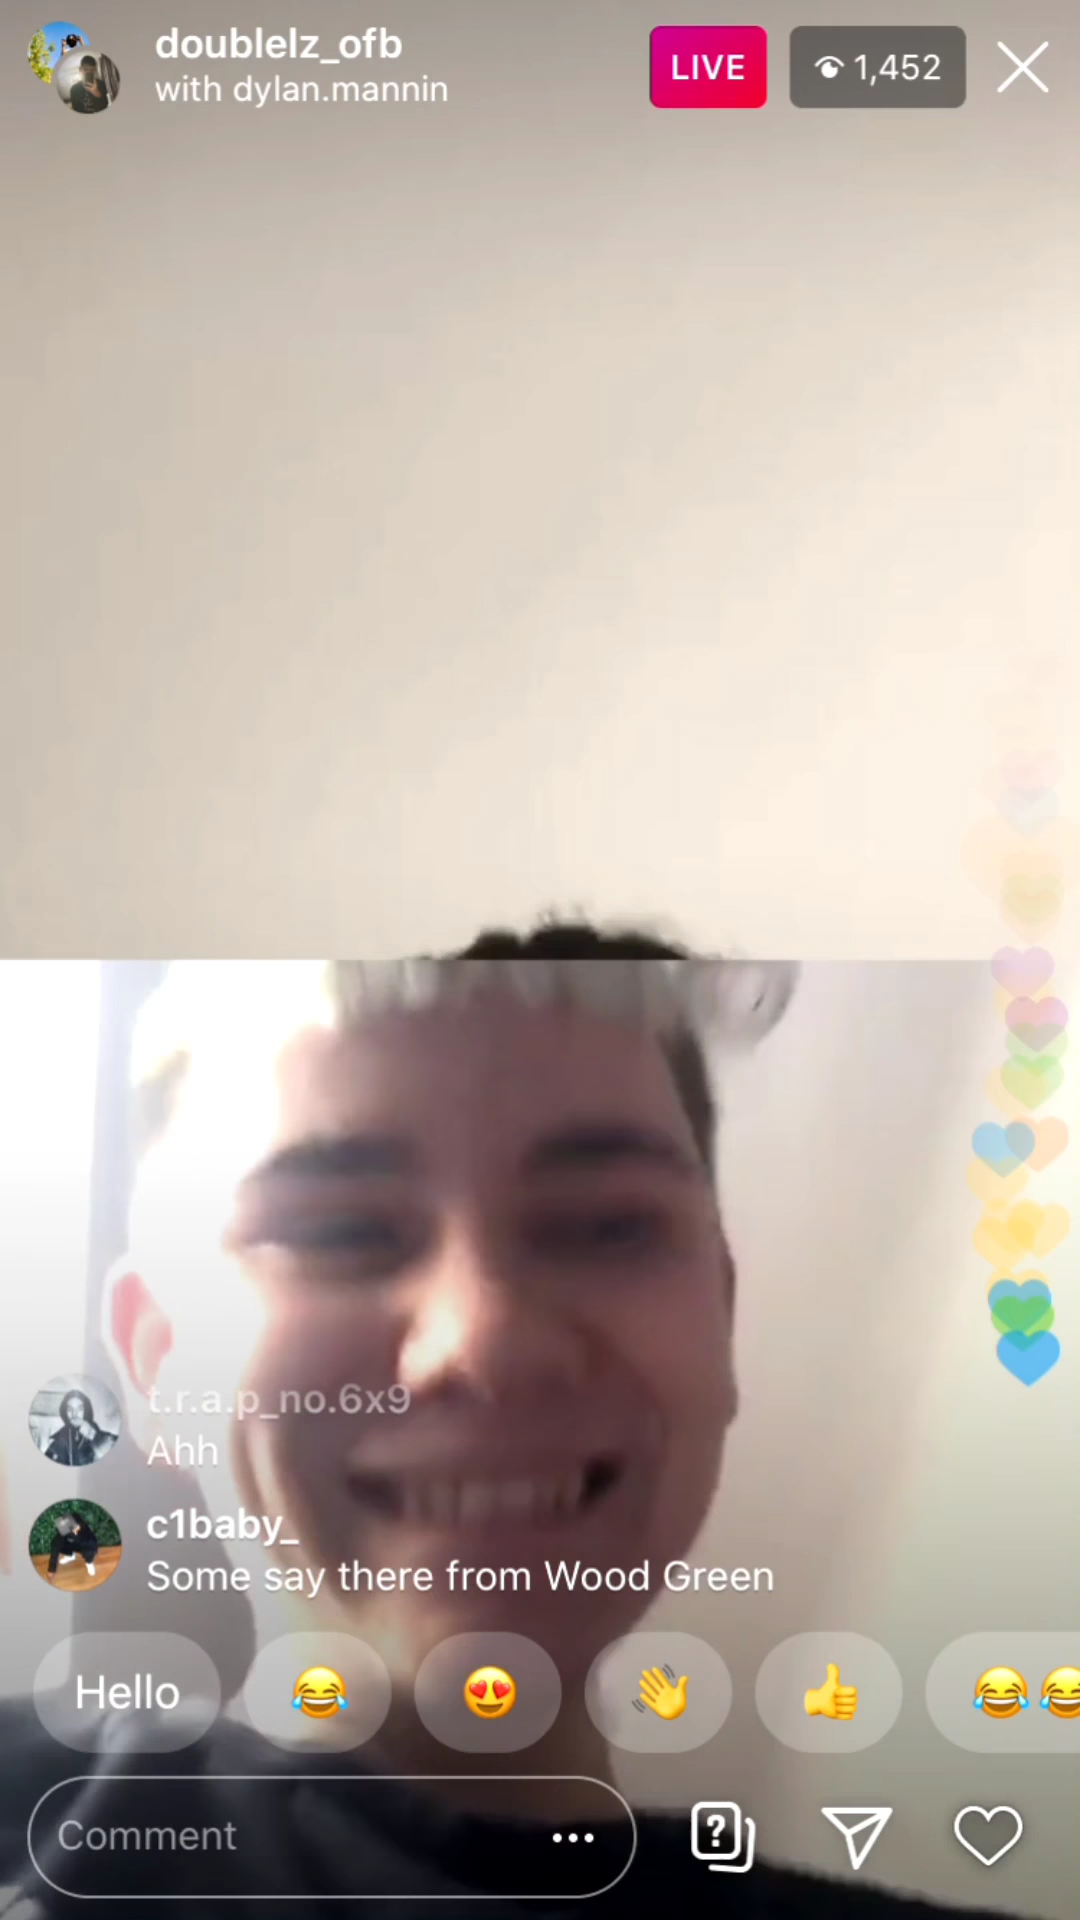 doublelz_ofb
with dylan.mannin
LIVE
1,452
t.r.a.p_no.6x9
Ahh
c1baby_
Some say there from Wood Green
Hello
Comment